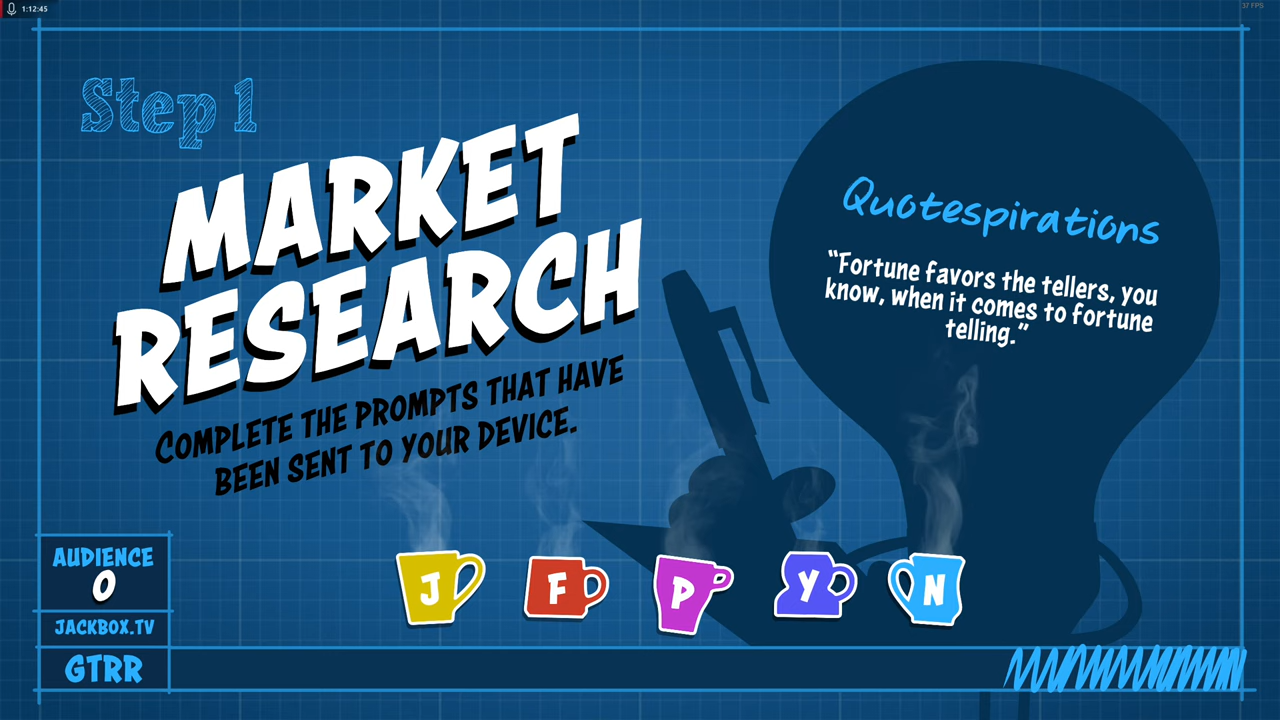 1:12:45
37 FPS
Step 1
MARKET
RESEARCH
COMPLETE THE PROMPTS THAT HAVE
BEEN SENT TO YOUR DEVICE.
Quotespirations
“Fortune favors the tellers, you
know, when it comes to fortune
telling.”
J
F
P
Y
N
AUDIENCE
0
JACKBOX.TV
GTRR